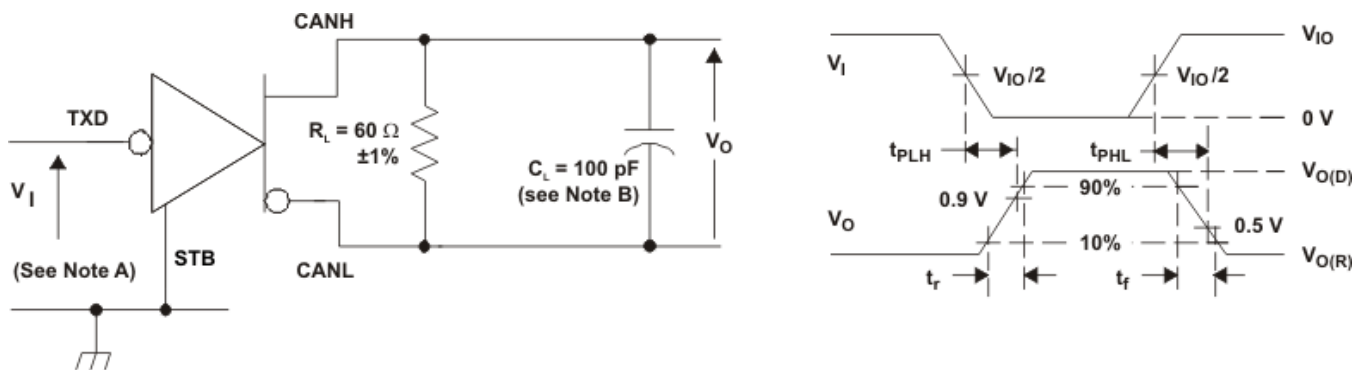 CANH
TXD
R_L = 60 Ω
±1%
C_L = 100 pF
(see Note B)
V_O
V_I
(See Note A)
STB
CANL
V_I
V_IO
V_IO/2
V_IO/2
0 V
t_PLH
t_PHL
V_O(D)
90%
0.9 V
V_O
0.5 V
10%
V_O(R)
t_r
t_f